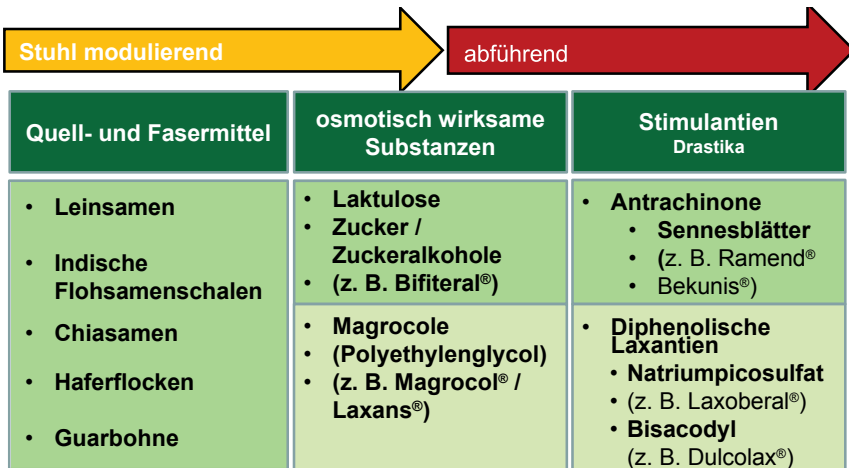 Stuhl modulierend
abführend
Quell- und Fasermittel
osmotisch wirksame
Substanzen
Stimulantien
Drastika
• Leinsamen
• Indische
Flohsamenschalen
• Chiasamen
• Haferflocken
• Guarbohne
• Laktulose
• Zucker /
Zuckeralkohole
• (z. B. Bifiteral®)
• Magrocole
• (Polyethylenglycol)
• (z. B. Magrocol® /
Laxans®)
• Antrachinone
• Sennesblätter
• (z. B. Ramend®
• Bekunis®)
• Diphenolische
Laxantien
• Natriumpicosulfat
• (z. B. Laxoberal®)
• Bisacodyl
(z. B. Dulcolax®)